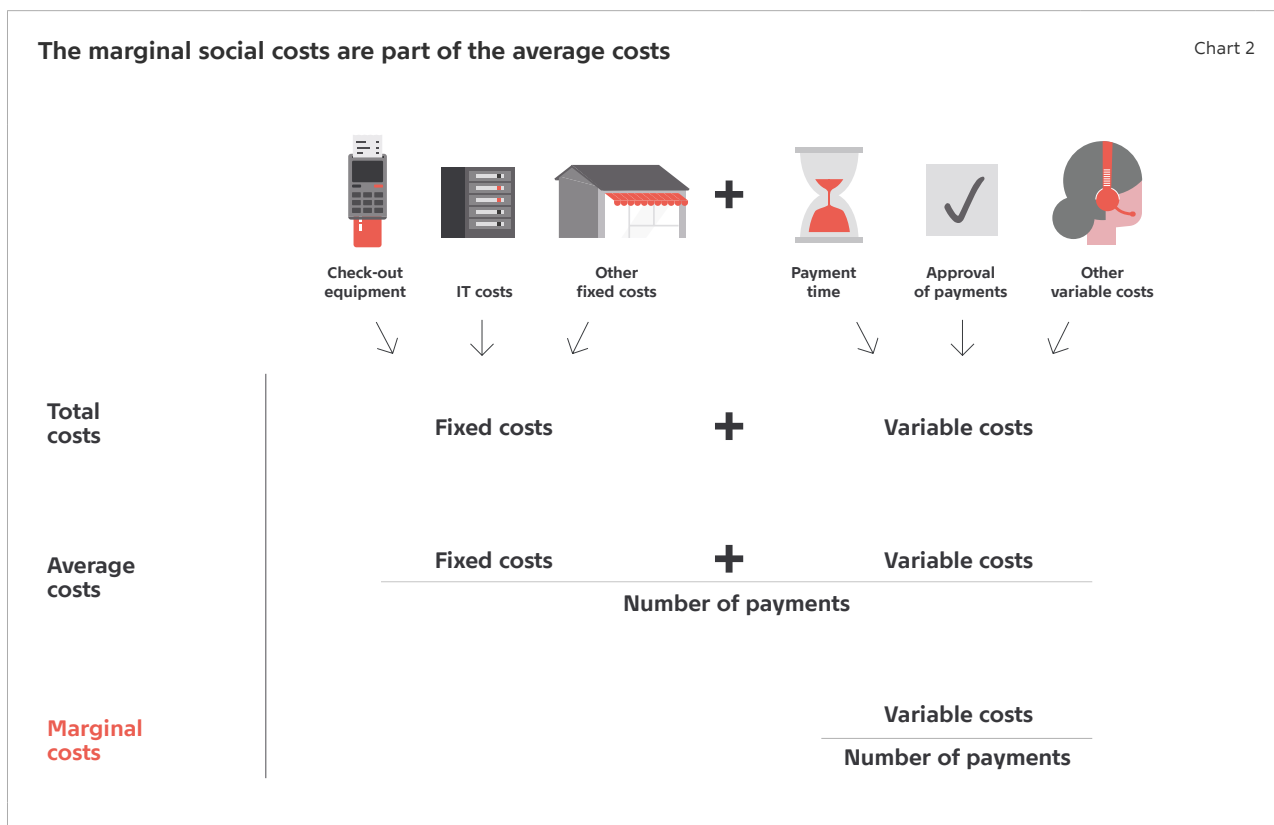 The marginal social costs are part of the average costs
Chart 2
Check-out
equipment
IT costs
Other
fixed costs
+
Payment
time
Approval
of payments
Other
variable costs
Total
costs
Fixed costs + Variable costs
Average
costs
Fixed costs + Variable costs
Number of payments
Marginal
costs
Variable costs
Number of payments